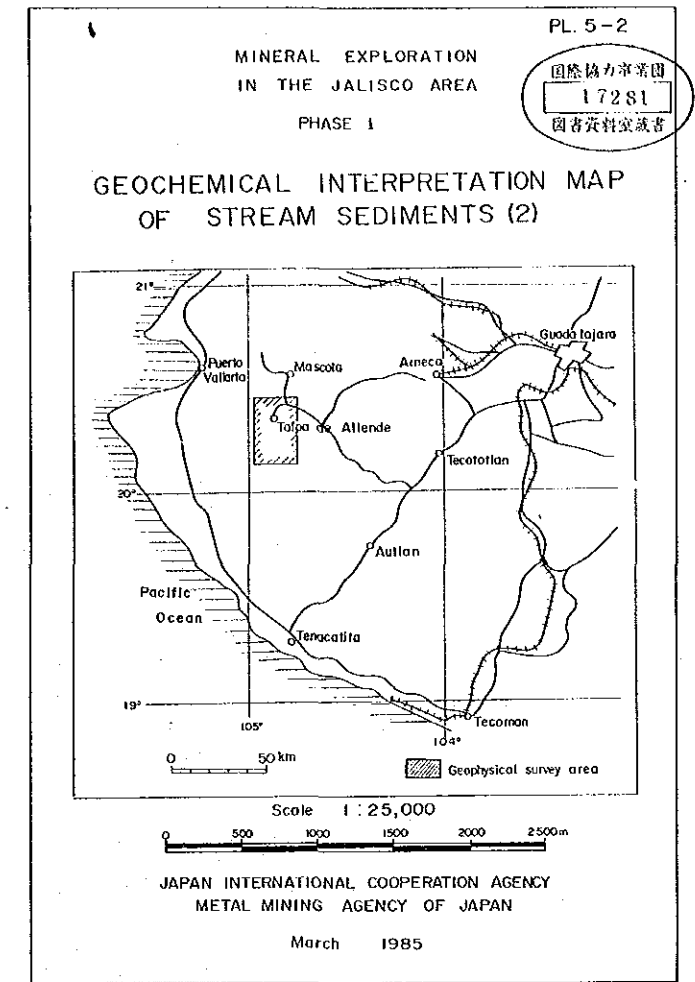 PL. 5-2
MINERAL EXPLORATION
IN THE JALISCO AREA
PHASE 1
国際協力事業団
17281
図書資料室蔵書
GEOCHEMICAL INTERPRETATION MAP
OF STREAM SEDIMENTS (2)
21°
Guadalajara
Puerto
Vallarta
Mascota
Ameca
Talpa de Allende
Tecototlan
20°
Autlan
Pacific
Ocean
Tenacatita
19°
105°
104°
Tecoman
0 50 km
Geophysical survey area
Scale 1:25,000
0 500 1000 1500 2000 2500m
JAPAN INTERNATIONAL COOPERATION AGENCY
METAL MINING AGENCY OF JAPAN
March 1985